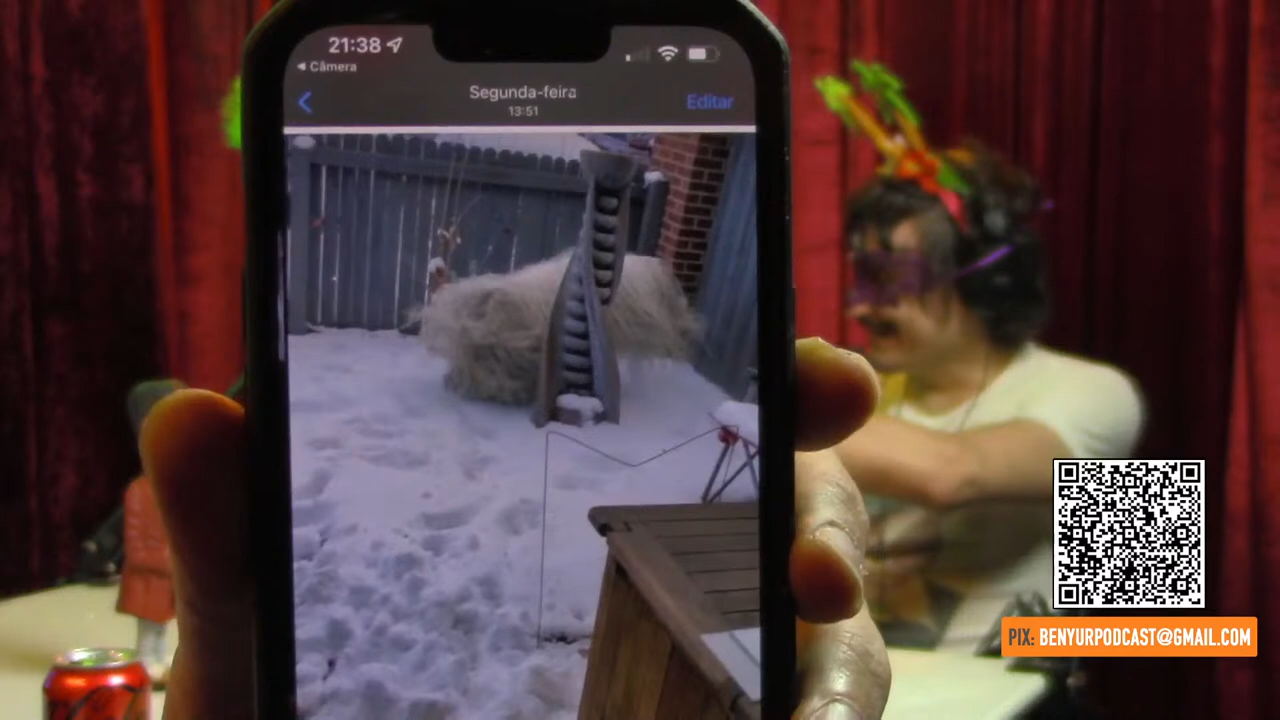 21:38
Câmera
Segunda-feira
13:51
Editar
PIX: BENYURPODCAST@GMAIL.COM